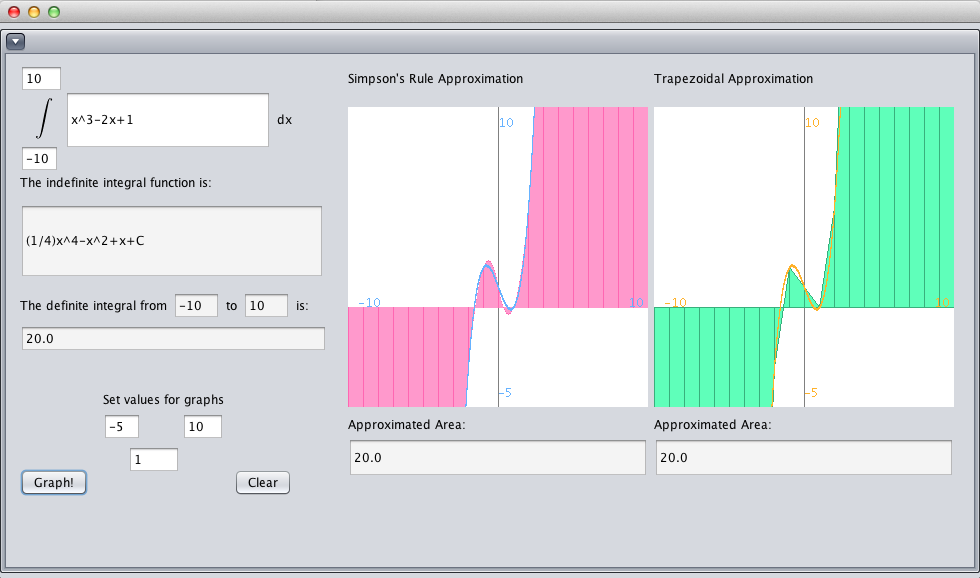 10
∫ x^3-2x+1 dx
-10
The indefinite integral function is:
(1/4)x^4-x^2+x+C
The definite integral from -10 to 10 is:
20.0
Set values for graphs
-5 10
1
Graph! Clear
Simpson's Rule Approximation
10
-10 10
-5
Approximated Area:
20.0
Trapezoidal Approximation
10
-10 10
-5
Approximated Area:
20.0